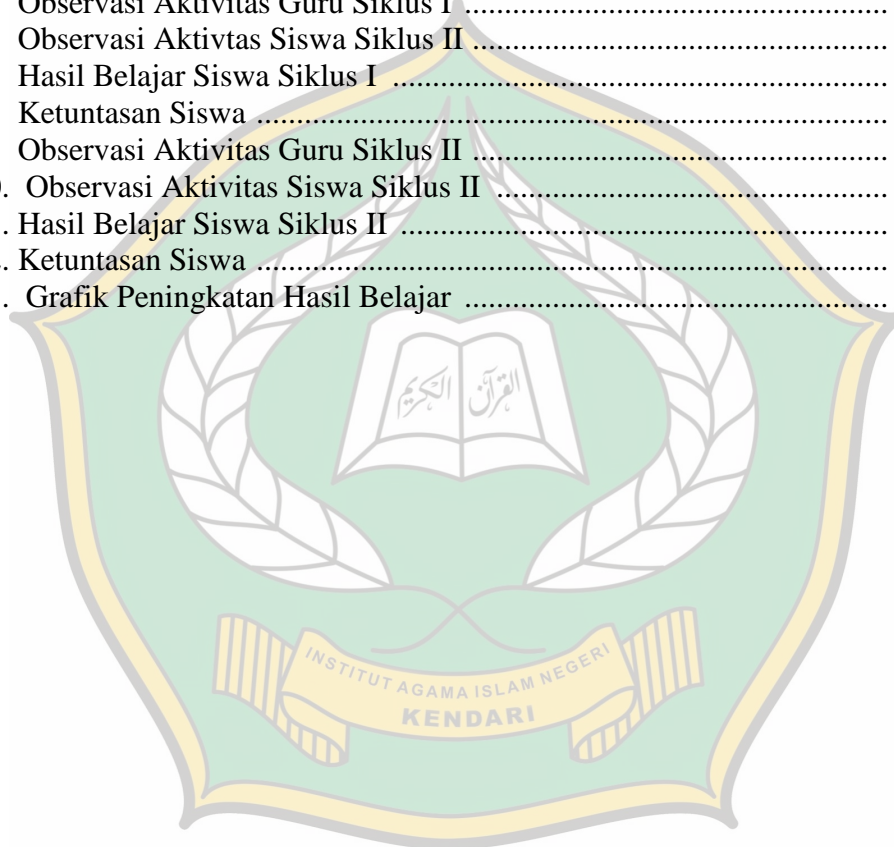 Observasi Aktivitas Guru Siklus I ....................................................
Observasi Aktivtas Siswa Siklus II ...................................................
Hasil Belajar Siswa Siklus I .............................................................
Ketuntasan Siswa ..............................................................................
Observasi Aktivitas Guru Siklus II ...................................................
. Observasi Aktivitas Siswa Siklus II ................................................
. Hasil Belajar Siswa Siklus II ............................................................
. Ketuntasan Siswa ..............................................................................
. Grafik Peningkatan Hasil Belajar ....................................................
القرآن الكريم
INSTITUT AGAMA ISLAM NEGERI
KENDARI